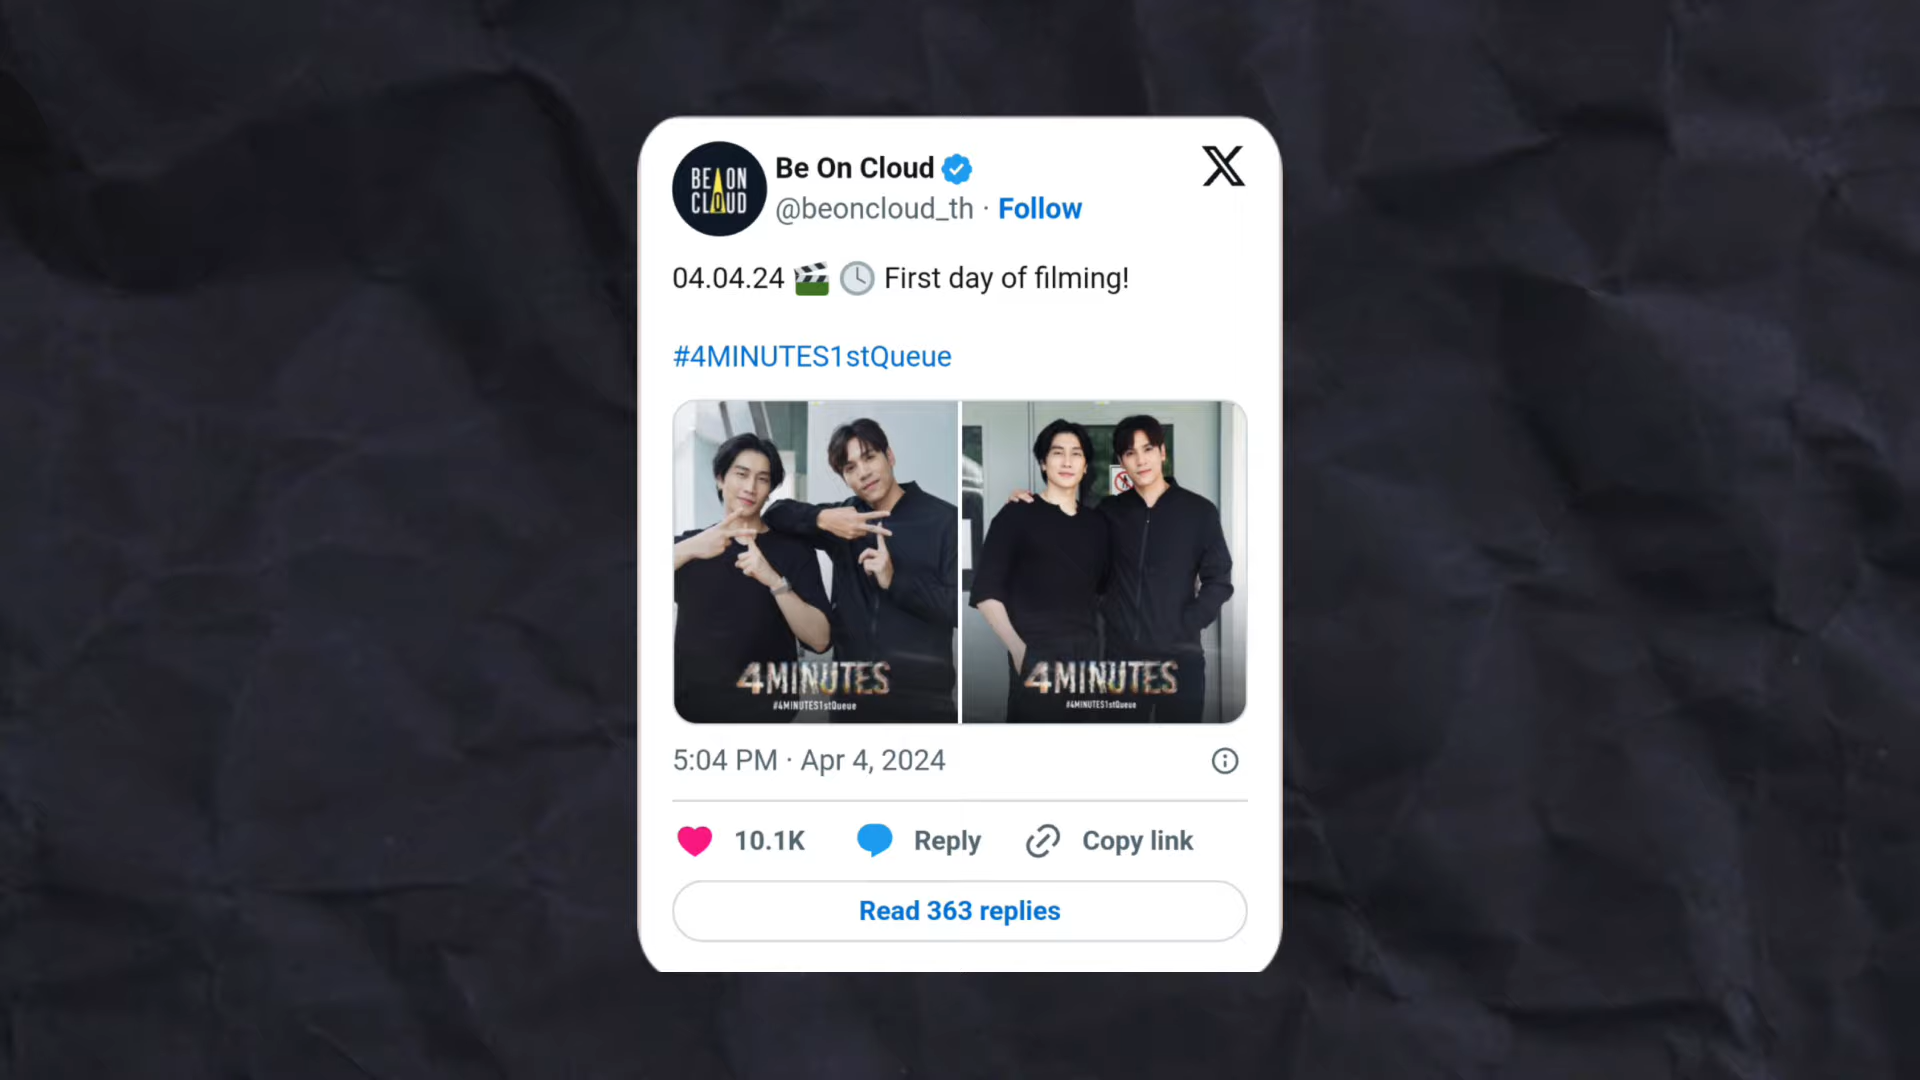 BE ON
CLOUD
Be On Cloud
@beoncloud_th · Follow
04.04.24 🎬 🕓 First day of filming!
#4MINUTES1stQueue
4MINUTES
#4MINUTES1stQueue
4MINUTES
#4MINUTES1stQueue
5:04 PM · Apr 4, 2024
10.1K Reply Copy link
Read 363 replies